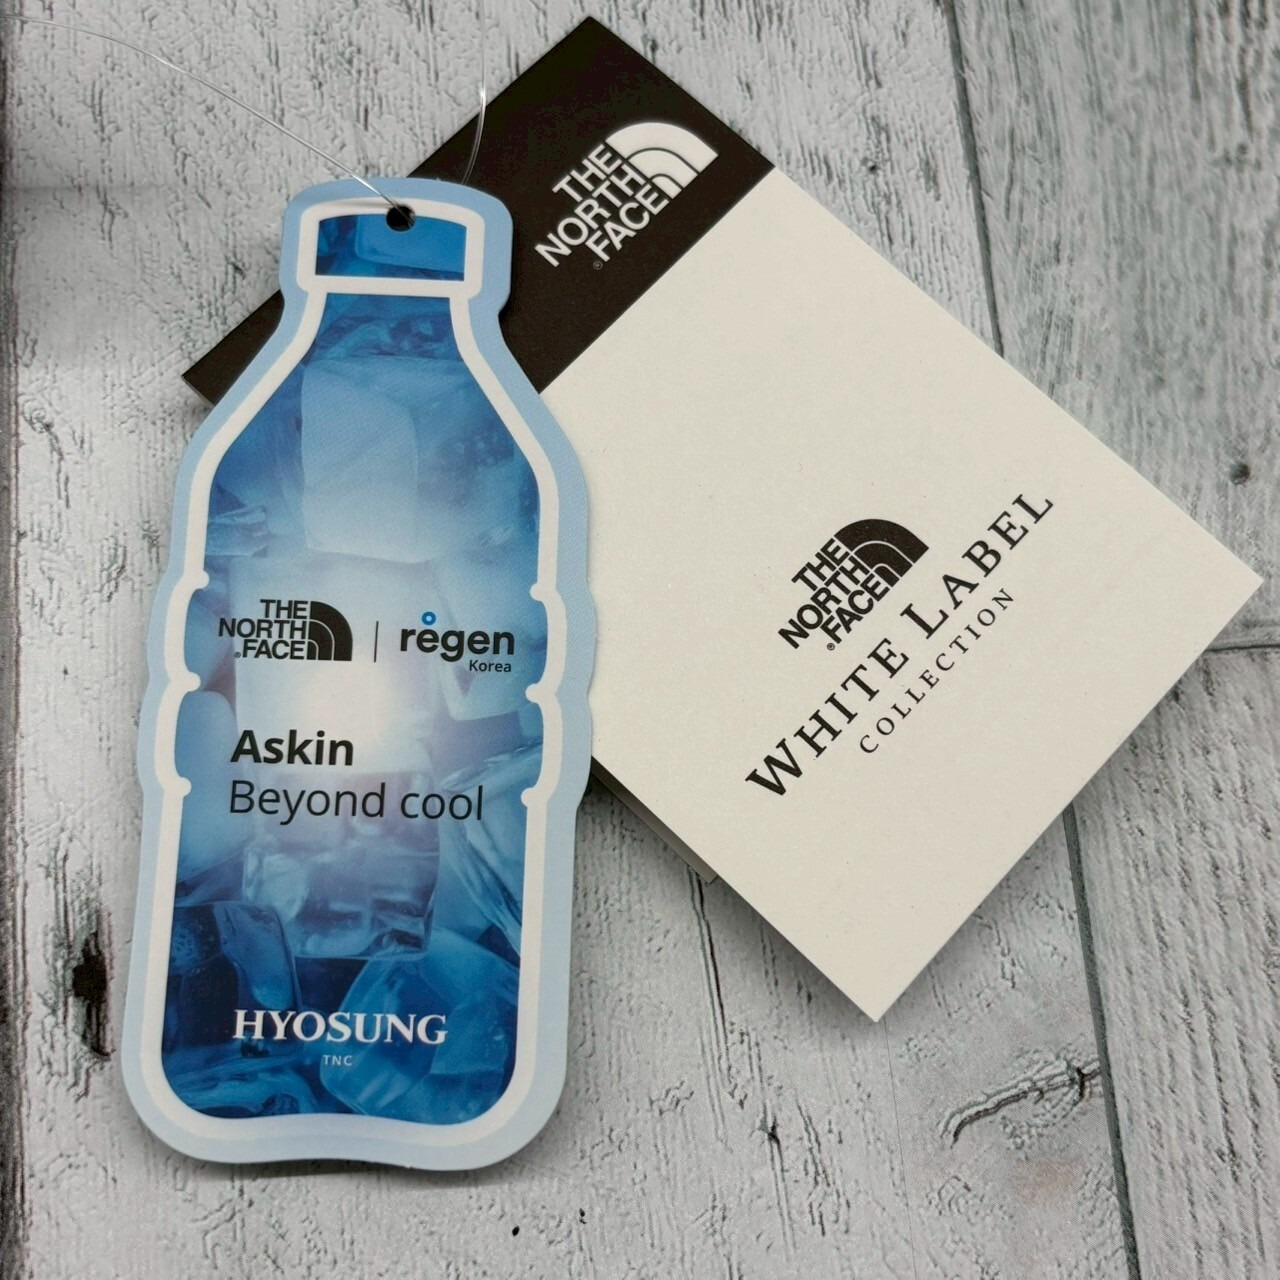 THE
NORTH
FACE
THE
NORTH
FACE
WHITE LABEL
COLLECTION
THE
NORTH
FACE
regen
Korea
Askin
Beyond cool
HYOSUNG
TNC